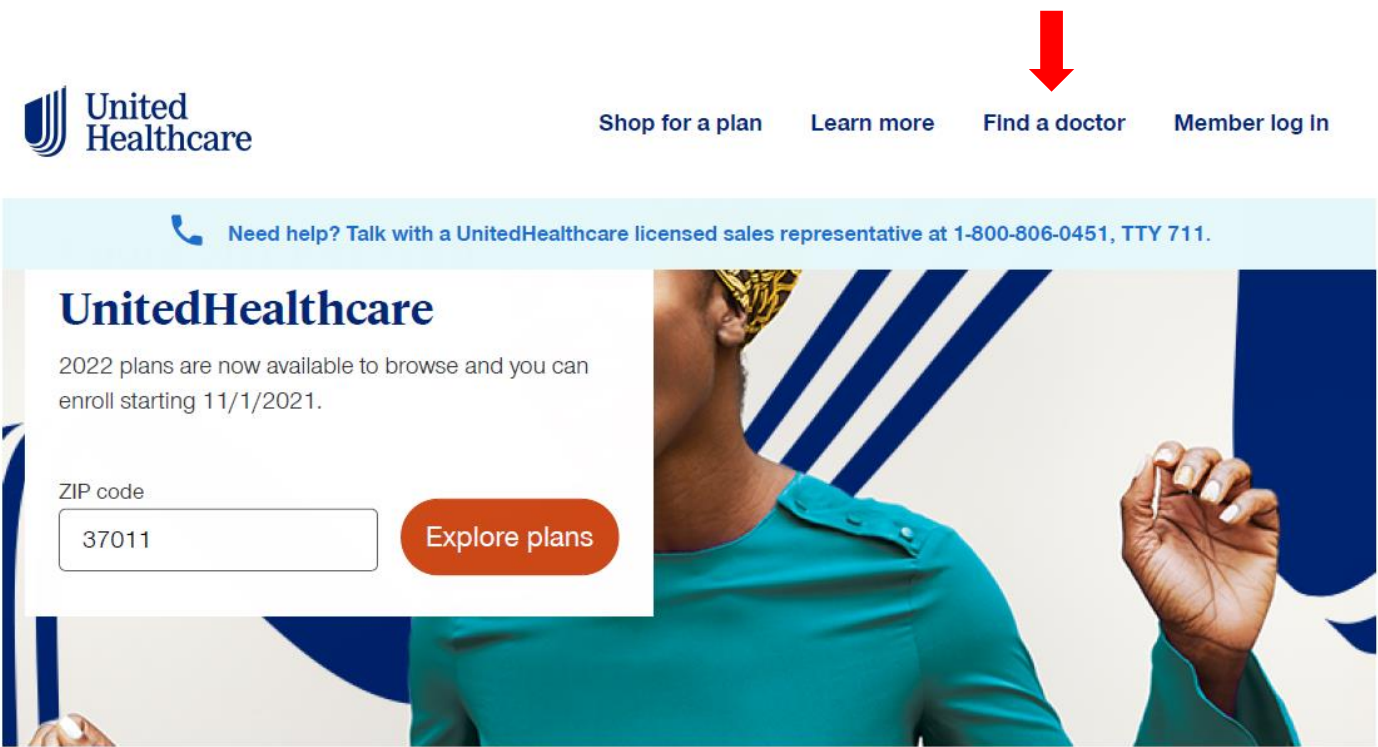 United
Healthcare
Shop for a plan Learn more Find a doctor Member log in
Need help? Talk with a UnitedHealthcare licensed sales representative at 1-800-806-0451, TTY 711.
UnitedHealthcare
2022 plans are now available to browse and you can
enroll starting 11/1/2021.
ZIP code
37011
Explore plans